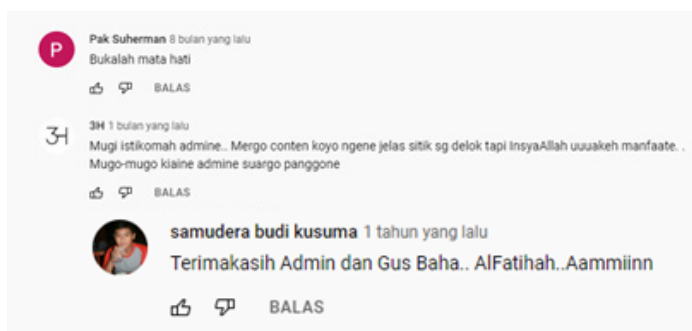 P
Pak Suherman 8 bulan yang lalu
Bukalah mata hati
BALAS
3H
3H 1 bulan yang lalu
Mugi istikomah admine.. Mergo conten koyo ngene jelas sitik sg delok tapi InsyaAllah uuuakeh manfaate. .
Mugo-mugo kiaine admine suargo panggone
BALAS
samudera budi kusuma 1 tahun yang lalu
Terimakasih Admin dan Gus Baha.. AlFatihah..Aammiinn
BALAS